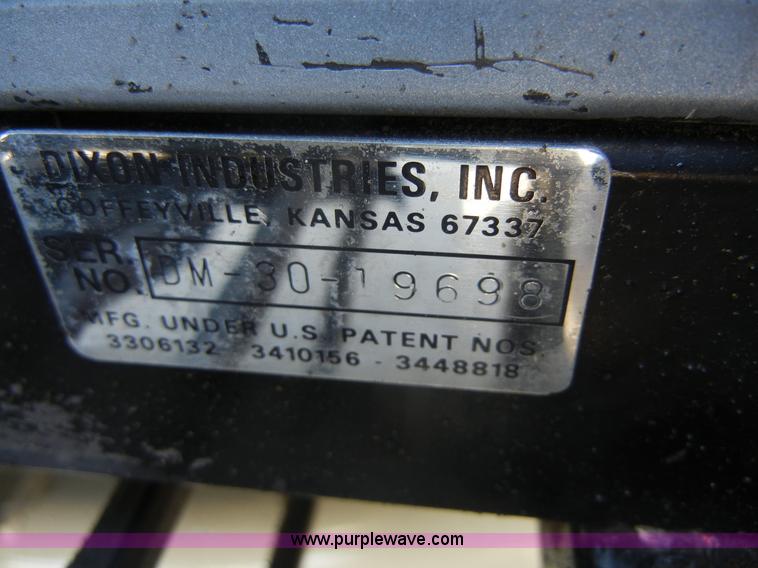 DIXON INDUSTRIES, INC.
COFFEYVILLE, KANSAS 67337
SER. NO. DM-30-19698
MFG. UNDER U.S. PATENT NOS.
3306132 3410156 - 3448818
www.purplewave.com